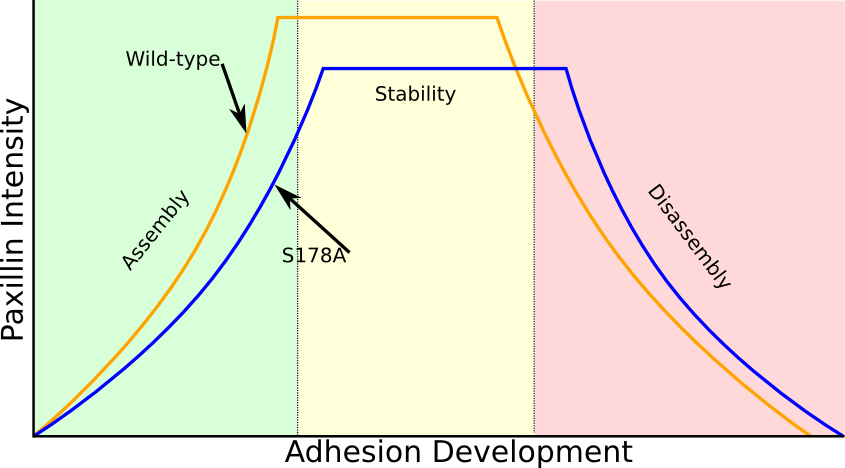 Wild-type
Stability
Assembly
Disassembly
S178A
Paxillin Intensity
Adhesion Development